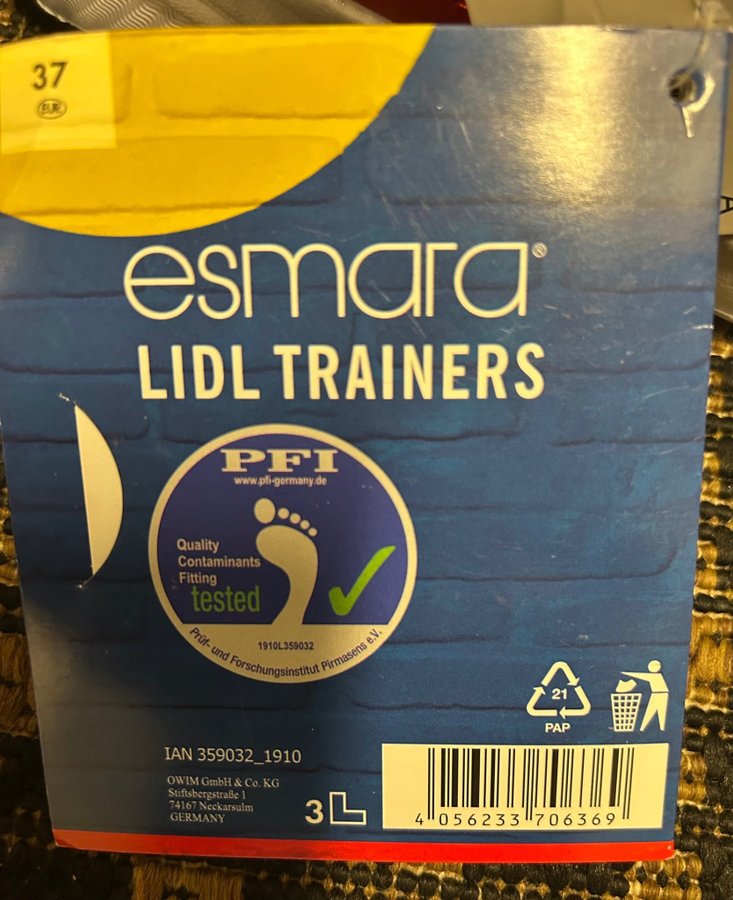 37
EUR
esmara®
LIDL TRAINERS
PFI
www.pfi-germany.de
Quality
Contaminants
Fitting
tested
1910L359032
Prüf- und Forschungsinstitut Pirmasens e.V.
21
PAP
IAN 359032_1910
OWIM GmbH & Co. KG
Stiftsbergstraße 1
74167 Neckarsulm
GERMANY
3
4 056233 706369